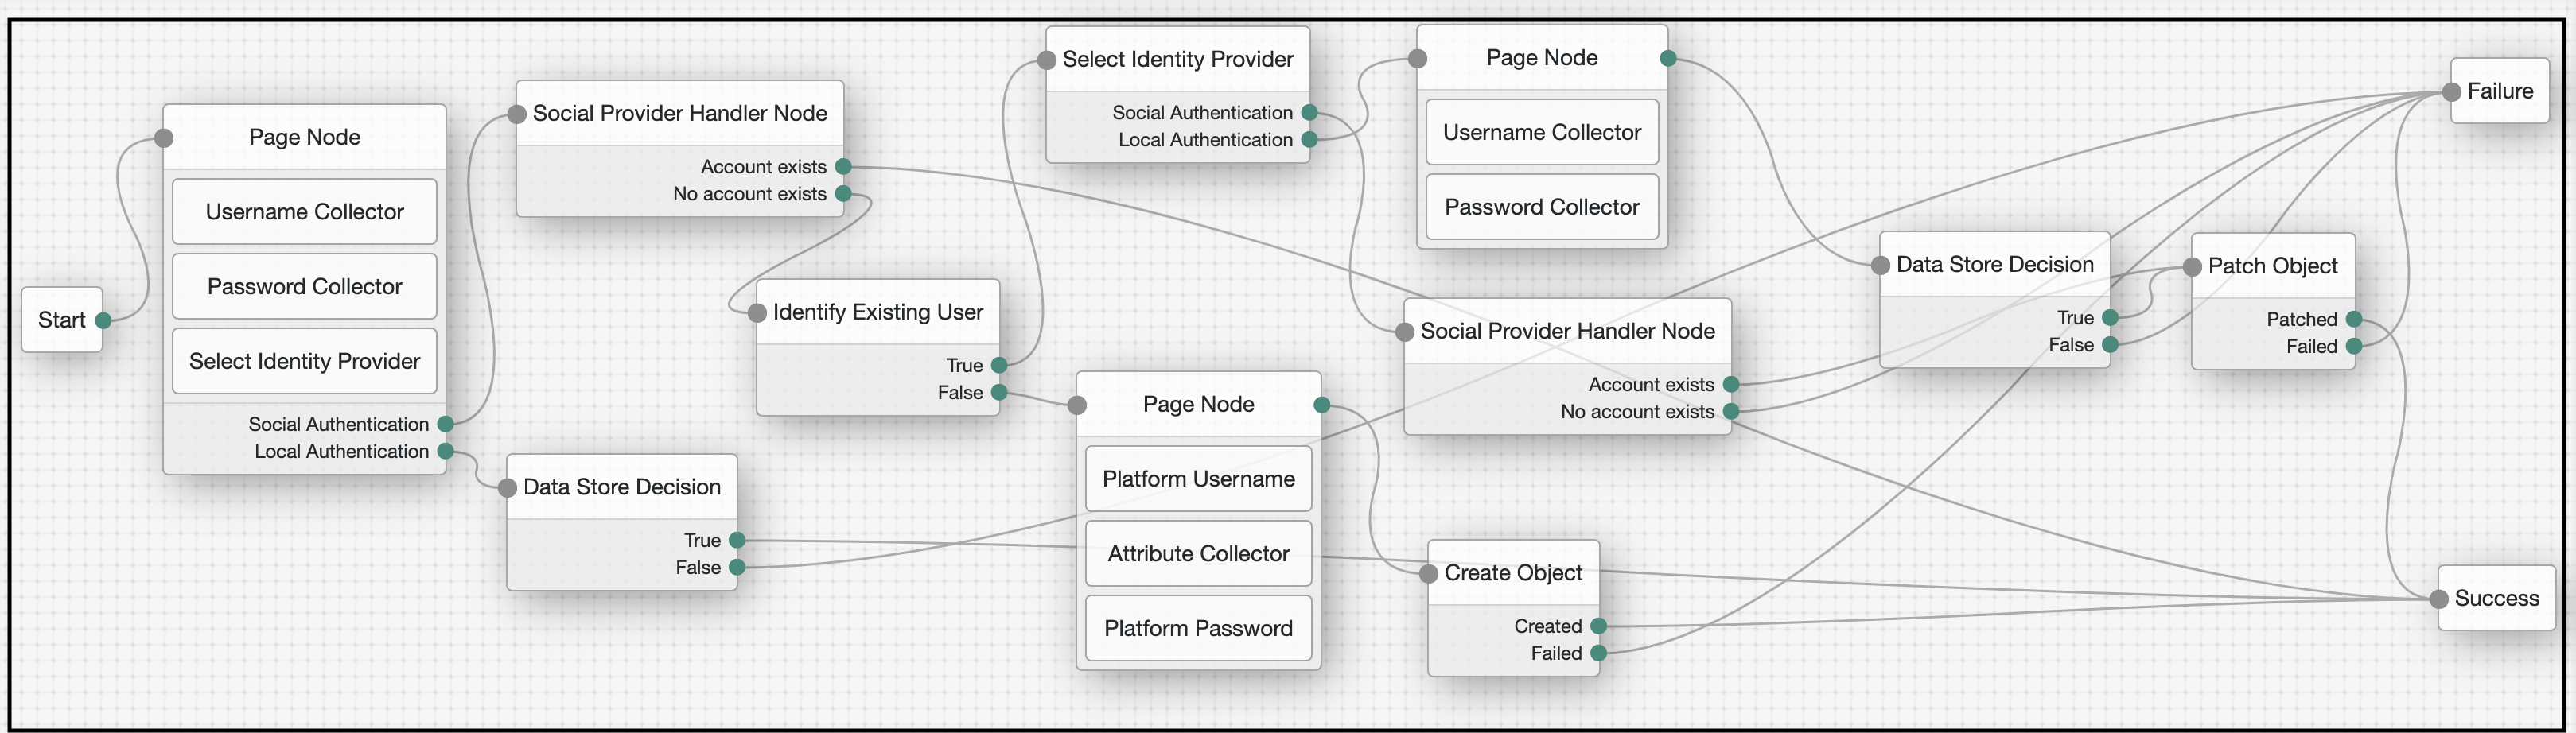 Start
Page Node
Username Collector
Password Collector
Select Identity Provider
Social Authentication
Local Authentication
Social Provider Handler Node
Account exists
No account exists
Data Store Decision
True
False
Identify Existing User
True
False
Select Identity Provider
Social Authentication
Local Authentication
Page Node
Platform Username
Attribute Collector
Platform Password
Page Node
Username Collector
Password Collector
Social Provider Handler Node
Account exists
No account exists
Create Object
Created
Failed
Data Store Decision
True
False
Patch Object
Patched
Failed
Failure
Success